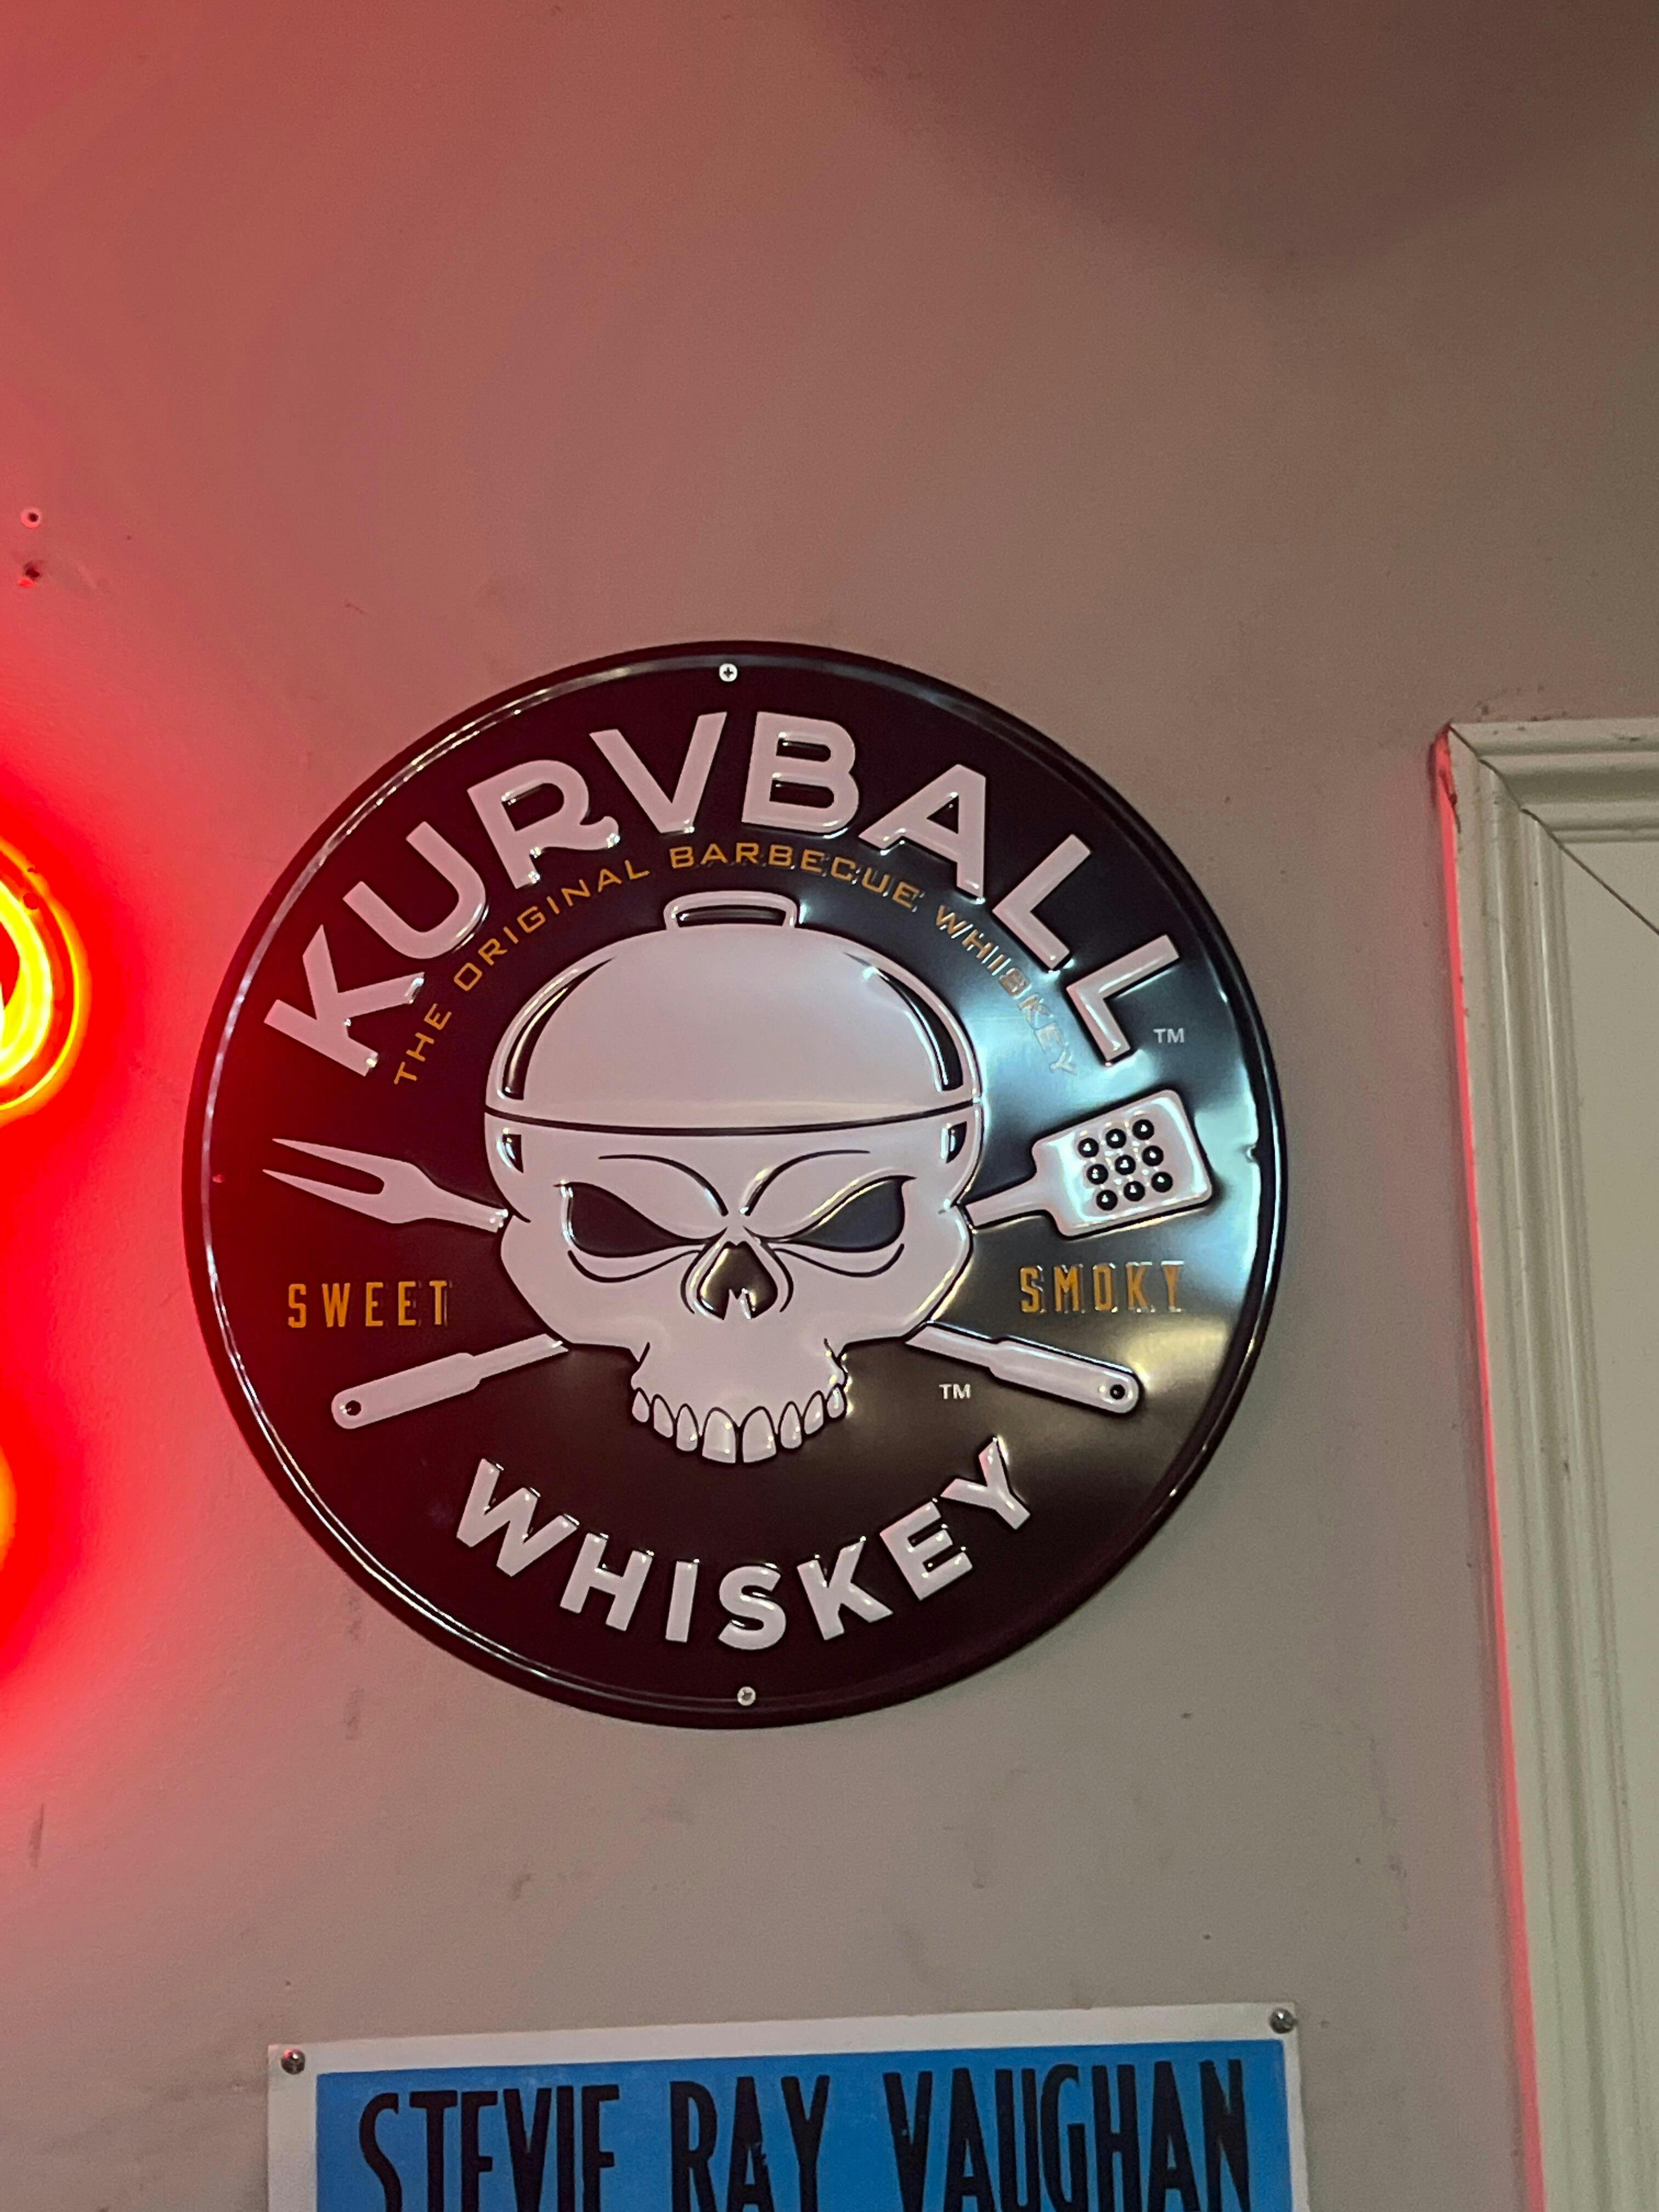 KURVBALL
TM
THE ORIGINAL BARBECUE WHISKEY
SWEET
SMOKY
TM
WHISKEY
STEVIE RAY VAUGHAN